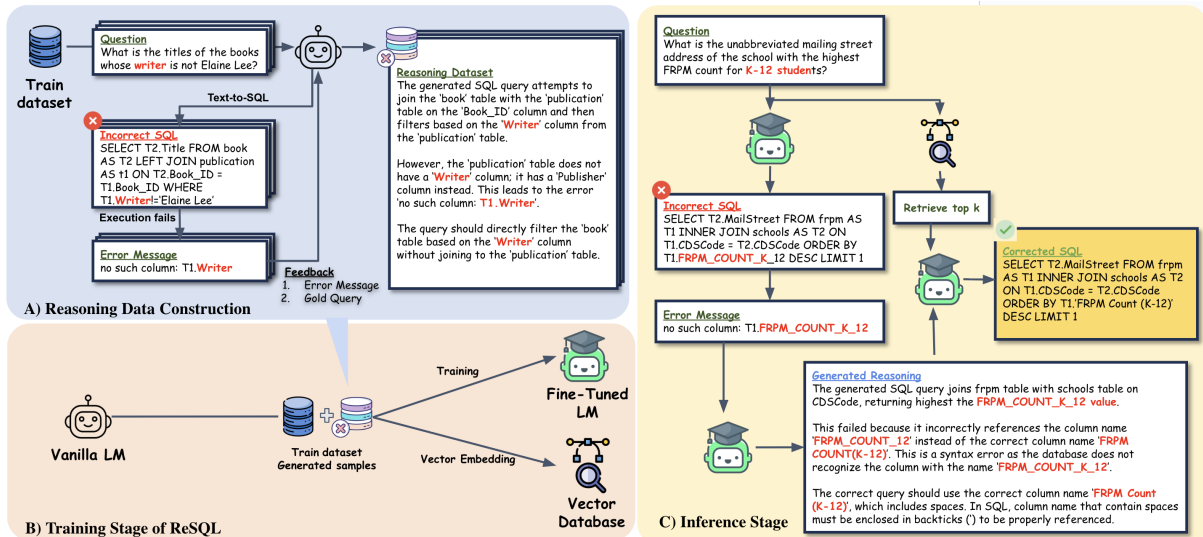 Question
What is the titles of the books
whose writer is not Elaine Lee?
Train
dataset
Text-to-SQL
Incorrect SQL
SELECT T2.Title FROM book
AS T2 LEFT JOIN publication
AS t1 ON T2.Book_ID =
T1.Book_ID WHERE
T1.Writer!='Elaine Lee'
Execution fails
Error Message
no such column: T1.Writer
Feedback
1. Error Message
2. Gold Query
Reasoning Dataset
The generated SQL query attempts to
join the 'book' table with the 'publication'
table on the 'Book_ID' column and then
filters based on the 'Writer' column from
the 'publication' table.
However, the 'publication' table does not
have a 'Writer' column; it has a 'Publisher'
column instead. This leads to the error
'no such column: T1.Writer'.
The query should directly filter the 'book'
table based on the 'Writer' column
without joining to the 'publication' table.
A) Reasoning Data Construction
Vanilla LM
Train dataset
Generated samples
Training
Vector Embedding
Fine-Tuned
LM
Vector
Database
B) Training Stage of ReSQL
Question
What is the unabbreviated mailing street
address of the school with the highest
FRPM count for K-12 students?
Incorrect SQL
SELECT T2.MailStreet FROM frpm AS
T1 INNER JOIN schools AS T2 ON
T1.CDSCode = T2.CDSCode ORDER BY
T1.FRPM_COUNT_K_12 DESC LIMIT 1
Error Message
no such column: T1.FRPM_COUNT_K_12
Retrieve top k
Corrected SQL
SELECT T2.MailStreet FROM frpm
AS T1 INNER JOIN schools AS T2
ON T1.CDSCode = T2.CDSCode
ORDER BY T1.'FRPM Count (K-12)'
DESC LIMIT 1
Generated Reasoning
The generated SQL query joins frpm table with schools table on
CDSCode, returning highest the FRPM_COUNT_K_12 value.
This failed because it incorrectly references the column name
'FRPM_COUNT_12' instead of the correct column name 'FRPM
COUNT(K-12)'. This is a syntax error as the database does not
recognize the column with the name 'FRPM_COUNT_K_12'.
The correct query should use the correct column name 'FRPM Count
(K-12)', which includes spaces. In SQL, column name that contain spaces
must be enclosed in backticks (') to be properly referenced.
C) Inference Stage